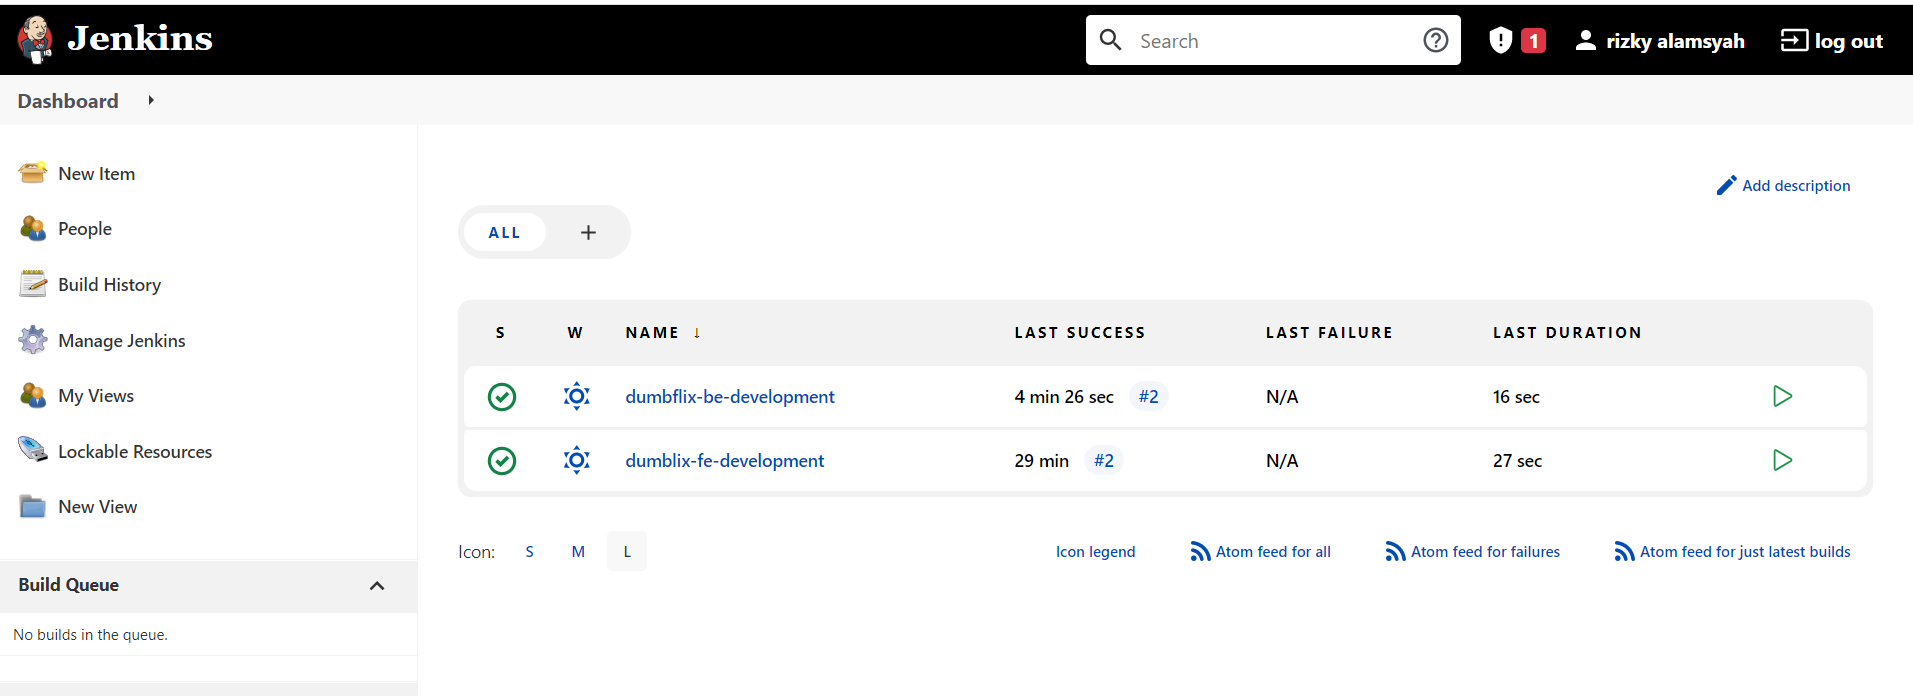 Jenkins
Search
1
rizky alamsyah
log out
Dashboard
New Item
People
Build History
Manage Jenkins
My Views
Lockable Resources
New View
Build Queue
No builds in the queue.
Add description
ALL +
S W NAME ↓ LAST SUCCESS LAST FAILURE LAST DURATION
dumbflix-be-development 4 min 26 sec #2 N/A 16 sec
dumblix-fe-development 29 min #2 N/A 27 sec
Icon: S M L
Icon legend
Atom feed for all
Atom feed for failures
Atom feed for just latest builds